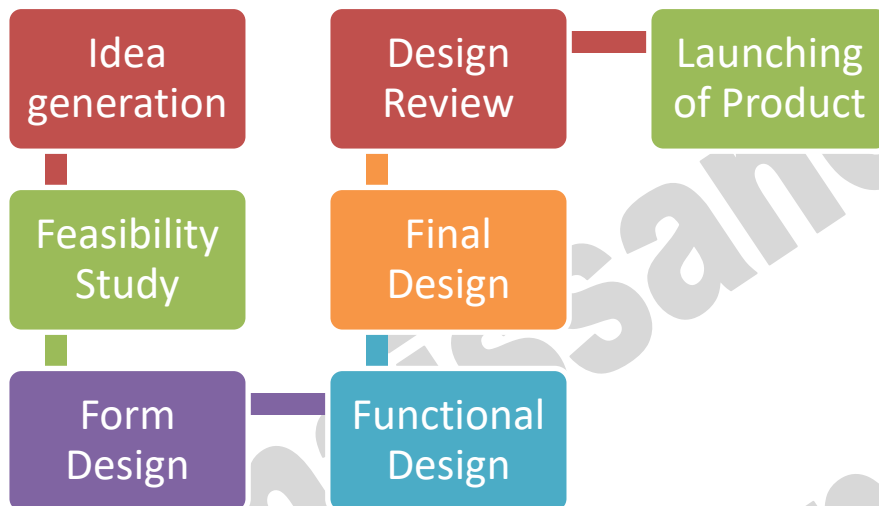 Idea
generation
Feasibility
Study
Form
Design
Functional
Design
Final
Design
Design
Review
Launching
of Product